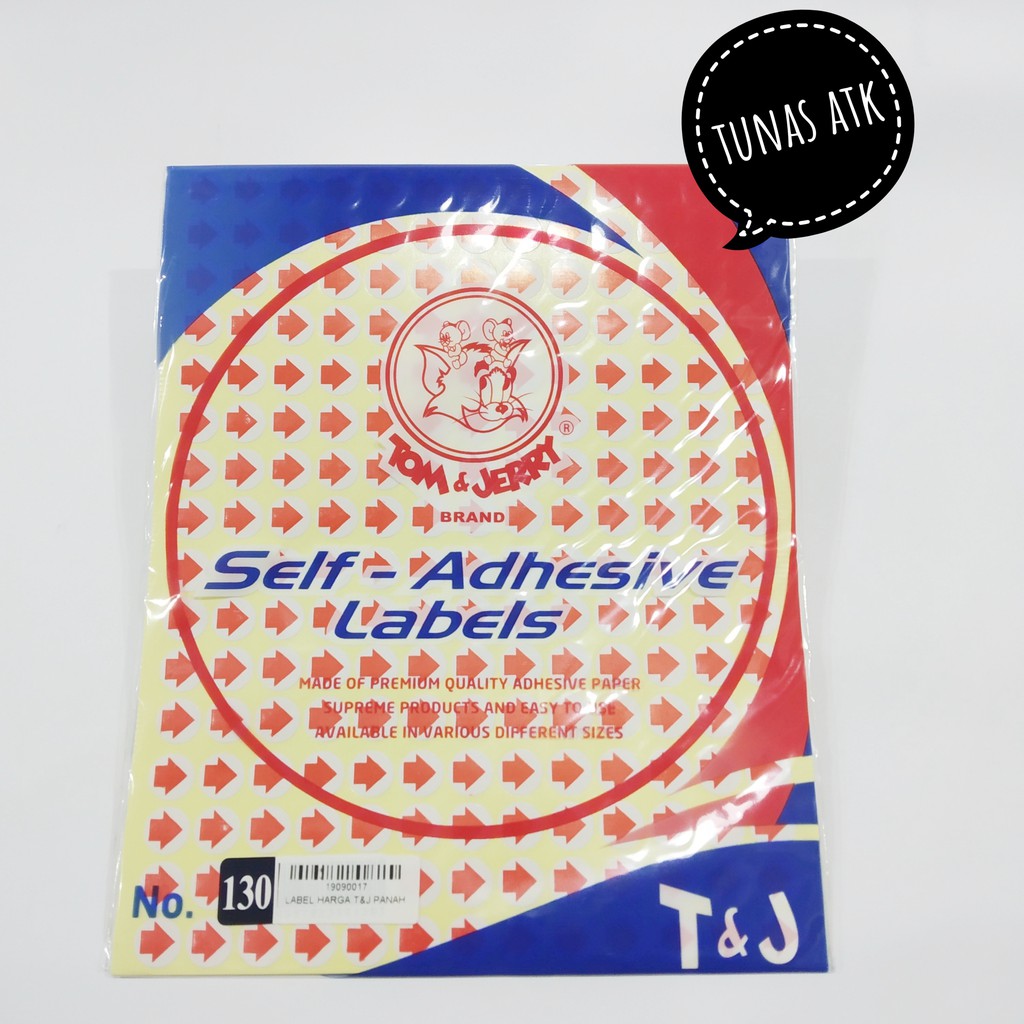 TUNAS ATK
TOM & JERRY
®
BRAND
Self - Adhesive
Labels
MADE OF PREMIUM QUALITY ADHESIVE PAPER
SUPREME PRODUCTS AND EASY TO USE
AVAILABLE IN VARIOUS DIFFERENT SIZES
No. 130
19090017
LABEL HARGA T&J PANAH
T&J